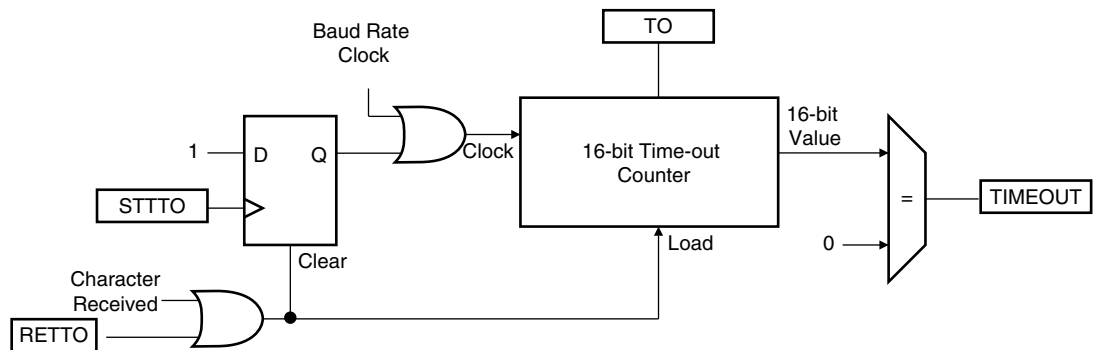 TO
Baud Rate
Clock
16-bit
Value
1
D
Q
Clock
16-bit Time-out
Counter
STTTO
=
TIMEOUT
Clear
Load
0
Character
Received
RETTO